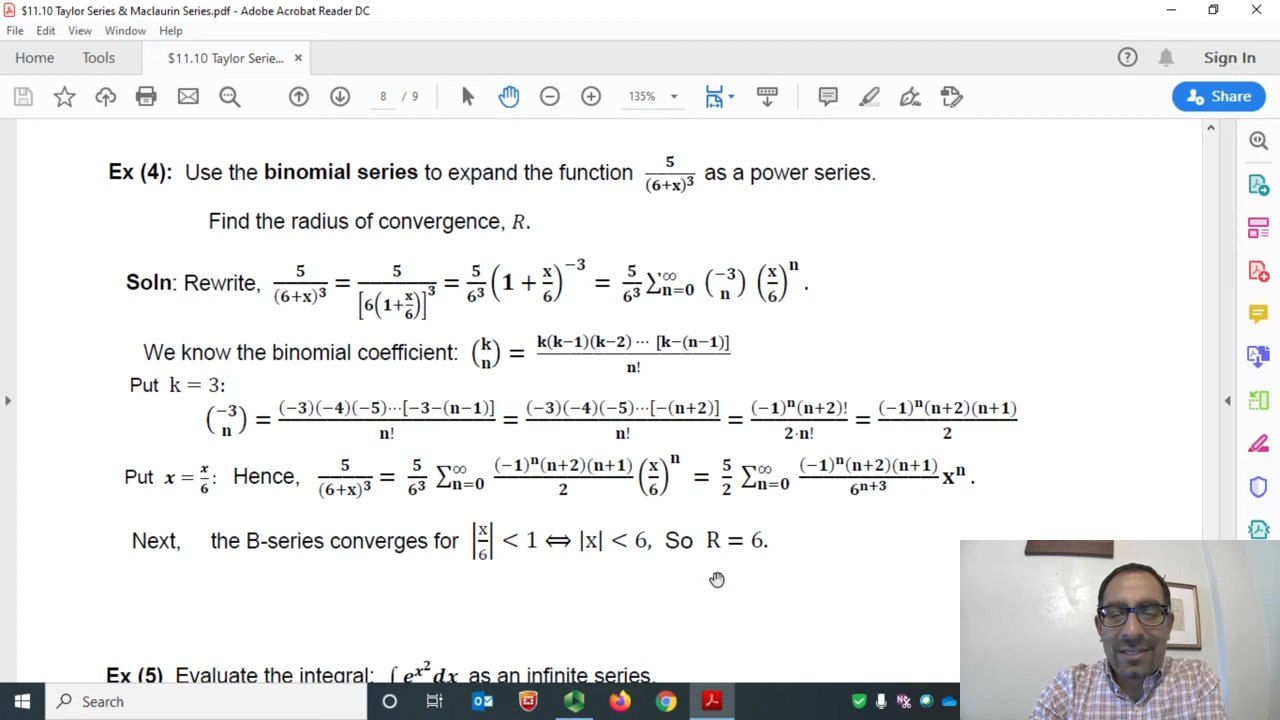 $11.10 Taylor Series & Maclaurin Series.pdf - Adobe Acrobat Reader DC
File Edit View Window Help
Home Tools $11.10 Taylor Serie... ×
Sign In
8 / 9 135% Share
Ex (4): Use the binomial series to expand the function 5/(6+x)³ as a power series.
Find the radius of convergence, R.
Soln: Rewrite, 5/(6+x)³ = 5/[6(1+x/6)]³ = 5/6³ (1 + x/6)⁻³ = 5/6³ ∑_{n=0}^{∞} (−3 n) (x/6)ⁿ .
We know the binomial coefficient: (k n) = k(k−1)(k−2)⋯ [k−(n−1)] / n!
Put k = 3:
(−3 n) = (−3)(−4)(−5)⋯[−3−(n−1)] / n! = (−3)(−4)(−5)⋯[−(n+2)] / n! = (−1)ⁿ(n+2)! / 2·n! = (−1)ⁿ(n+2)(n+1) / 2
Put x = x/6: Hence, 5/(6+x)³ = 5/6³ ∑_{n=0}^{∞} (−1)ⁿ(n+2)(n+1)/2 (x/6)ⁿ = 5/2 ∑_{n=0}^{∞} (−1)ⁿ(n+2)(n+1)/6ⁿ⁺³ xⁿ .
Next, the B-series converges for |x/6| < 1 ⇔ |x| < 6, So R = 6.
Ex (5) Evaluate the integral: ∫ e^{x²} dx as an infinite series.
Search